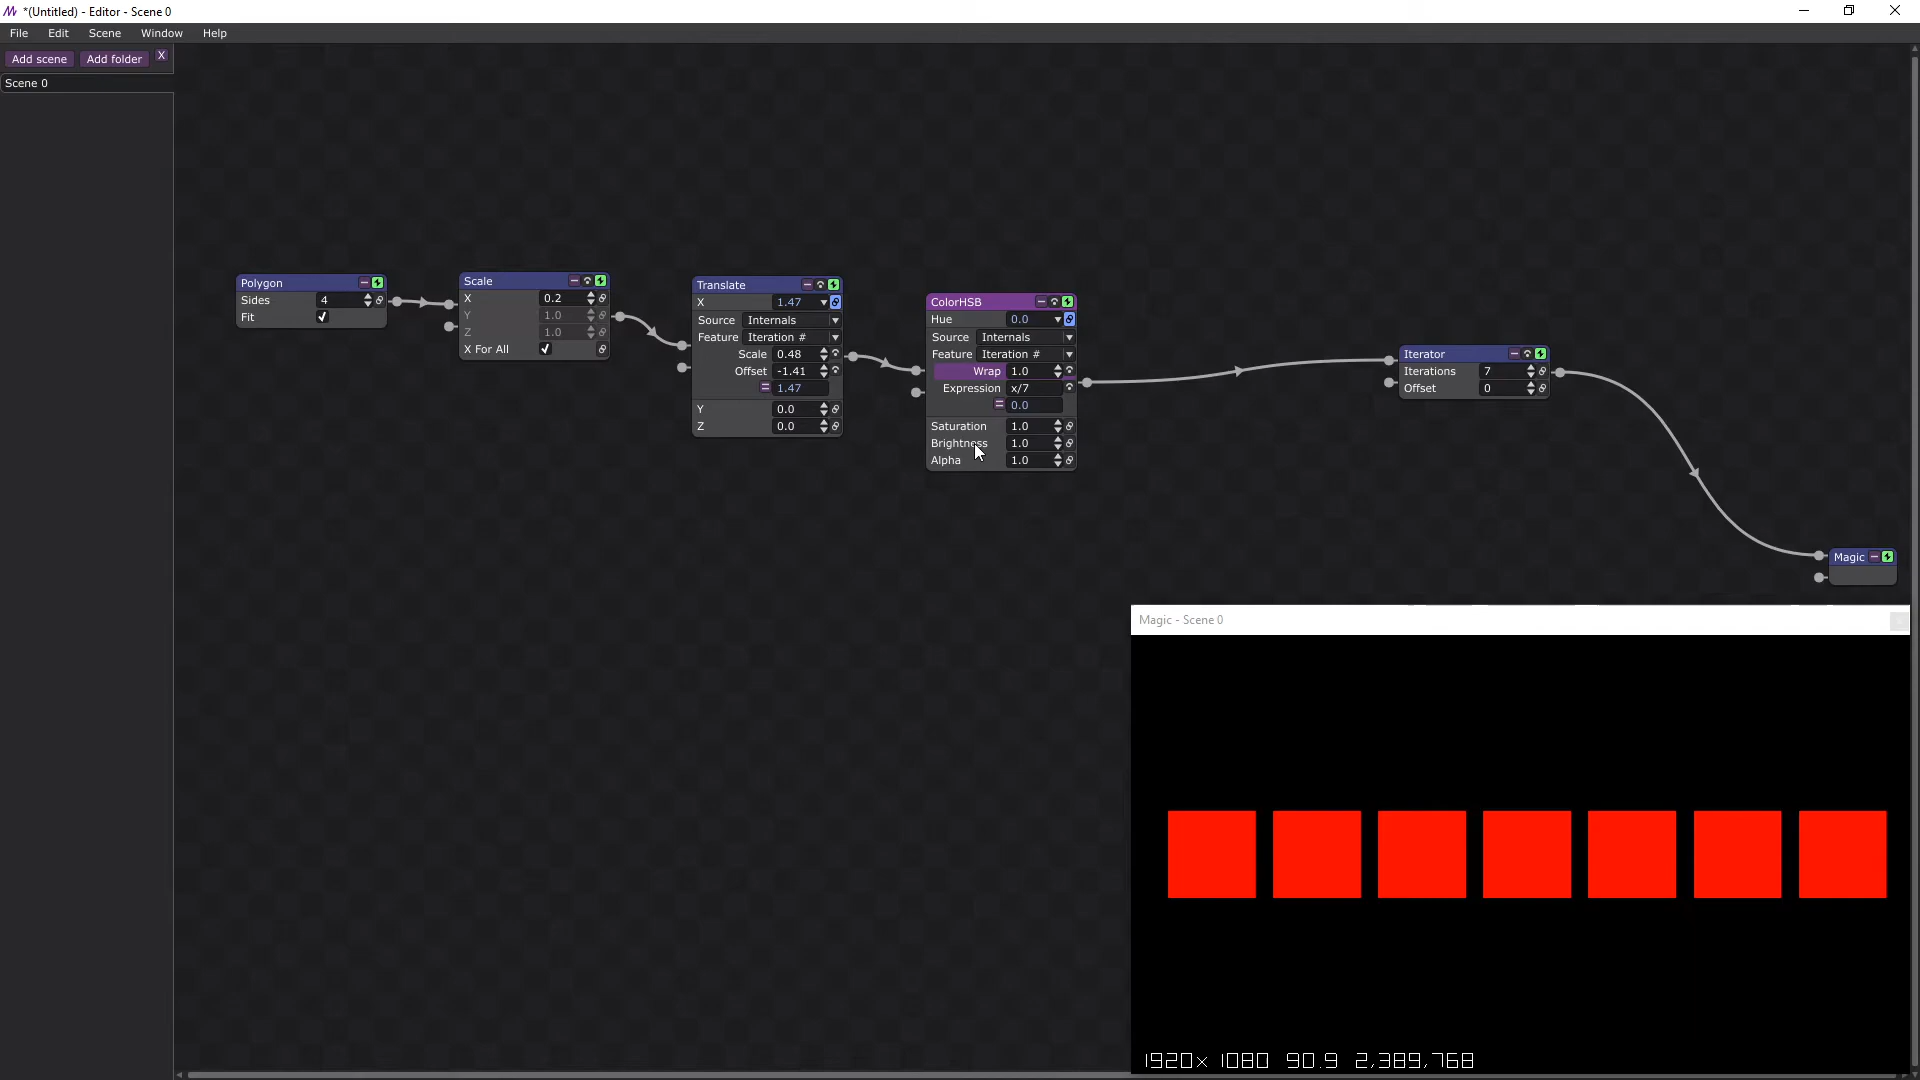 *(Untitled) - Editor - Scene 0
File Edit Scene Window Help
Add scene Add folder X
Scene 0
Polygon
Sides 4
Fit
Scale
X 0.2
Y 1.0
Z 1.0
X For All
Translate
X 1.47
Source Internals
Feature Iteration #
Scale 0.48
Offset -1.41
= 1.47
Y 0.0
Z 0.0
ColorHSB
Hue 0.0
Source Internals
Feature Iteration #
Wrap 1.0
Expression x/7
= 0.0
Saturation 1.0
Brightness 1.0
Alpha 1.0
Iterator
Iterations 7
Offset 0
Magic
Magic - Scene 0
1920x 1080 90.9 2,389,768